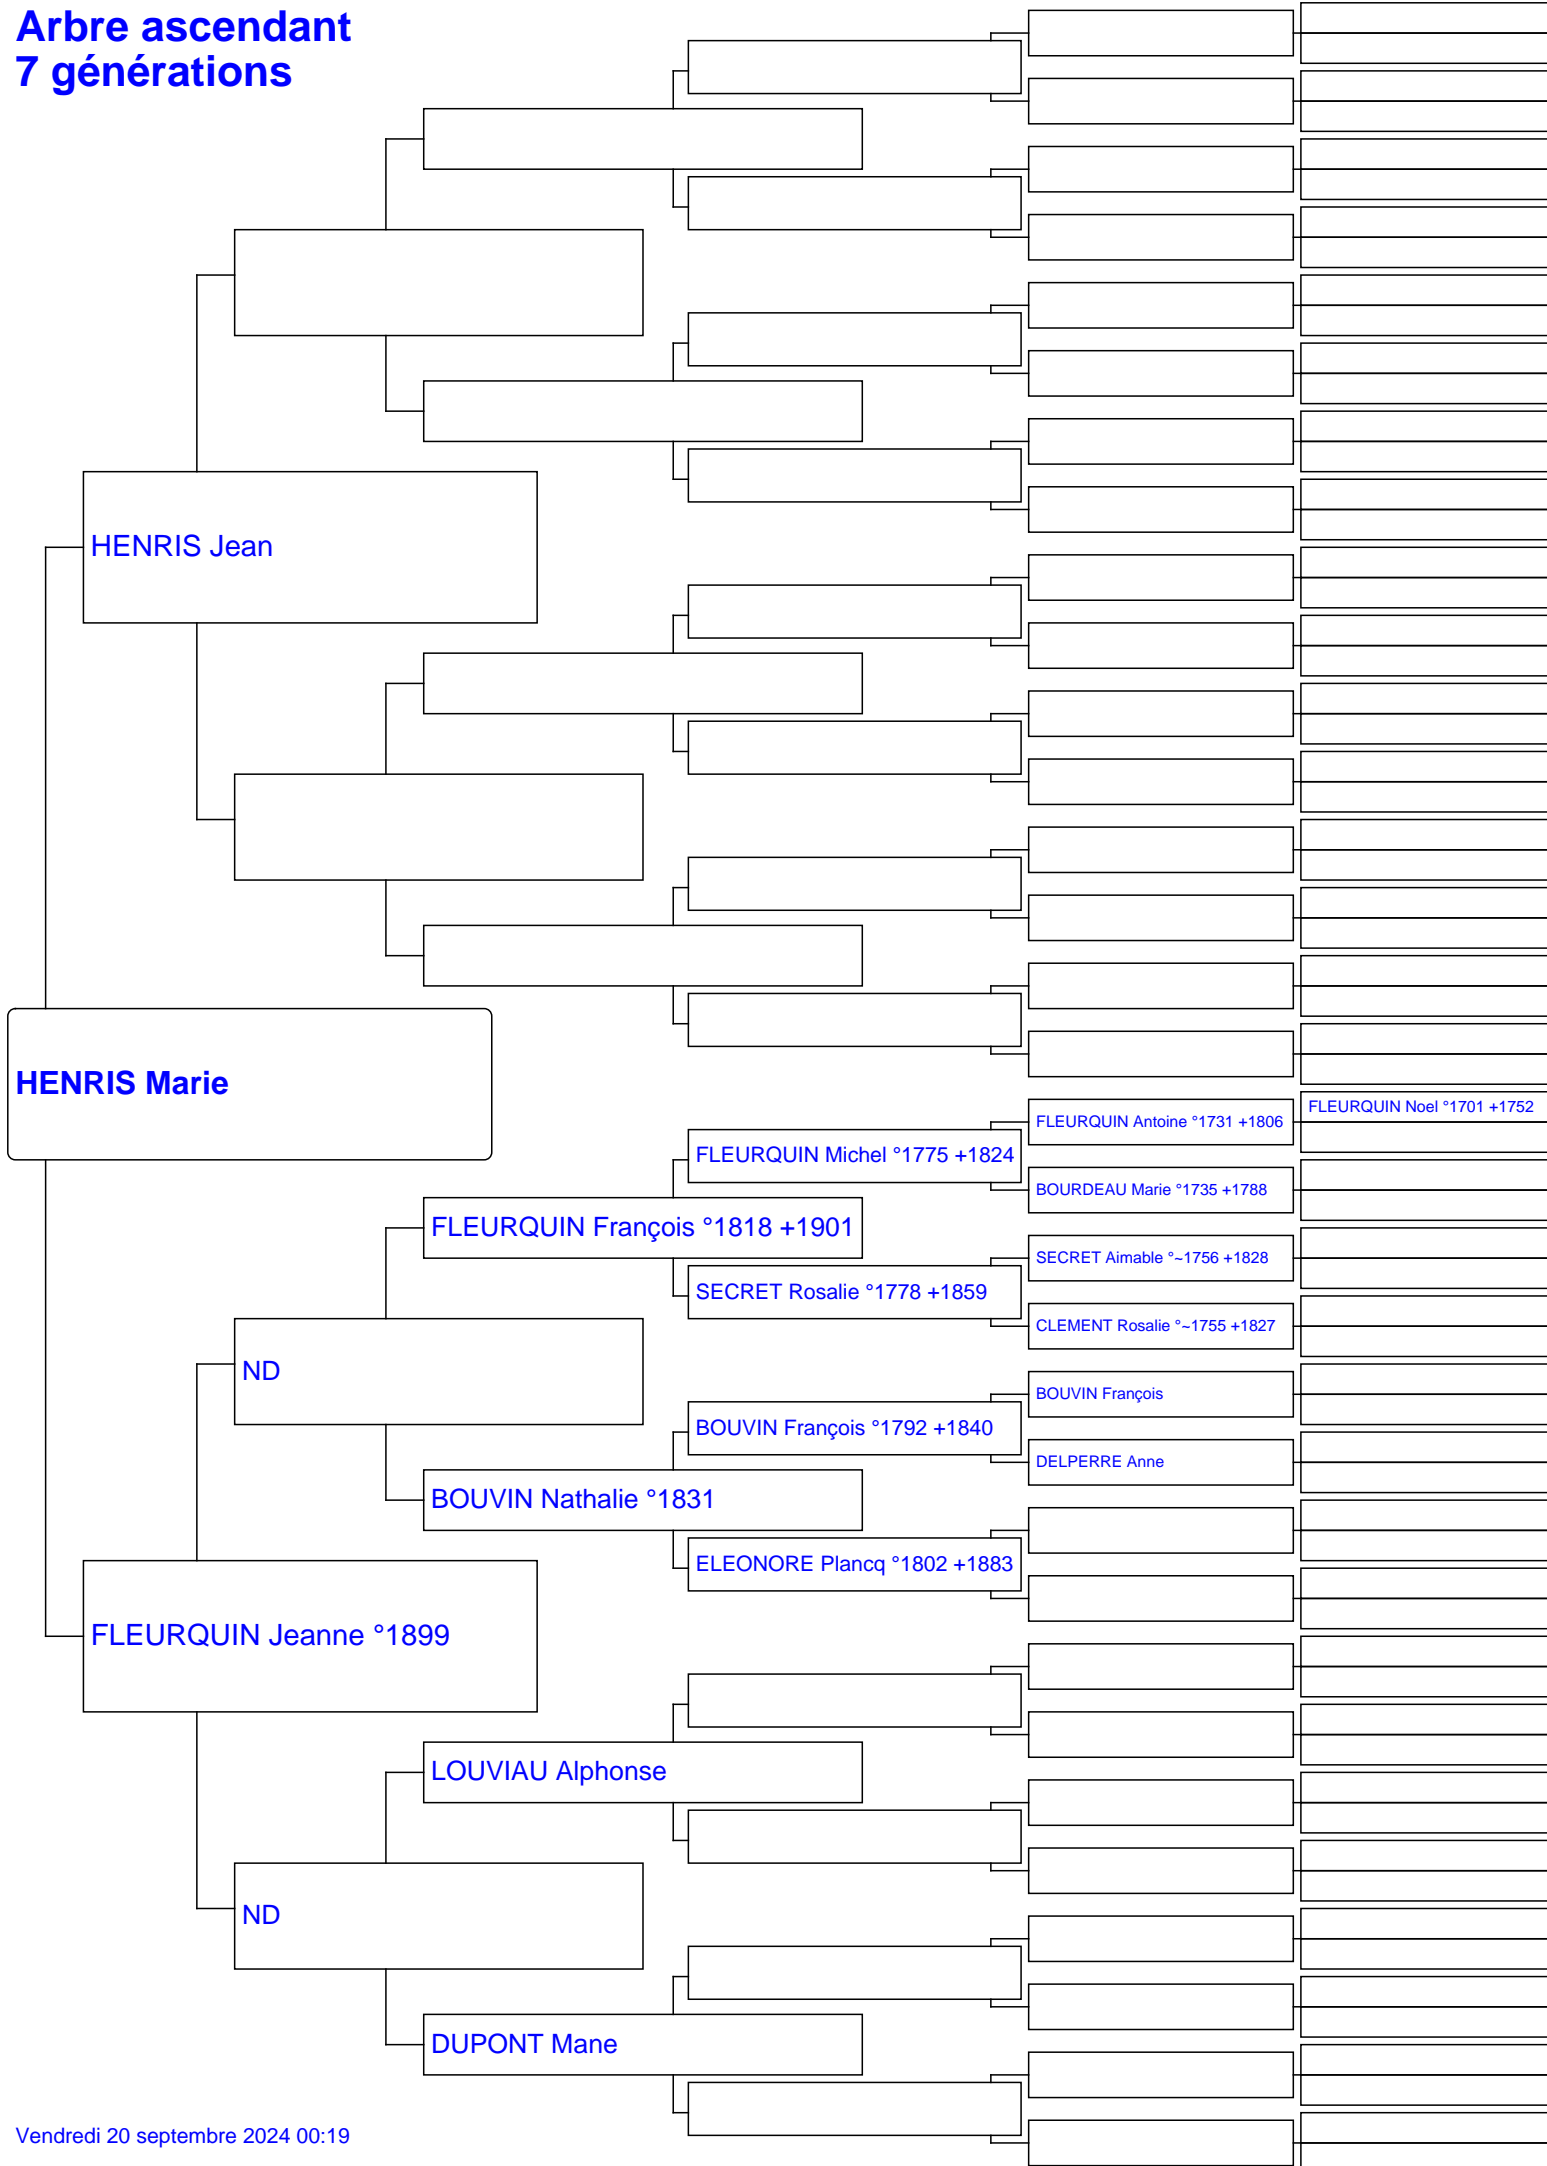 Arbre ascendant
7 générations
HENRIS Jean
HENRIS Marie
FLEURQUIN Antoine °1731 +1806
FLEURQUIN Noel °1701 +1752
FLEURQUIN Michel °1775 +1824
BOURDEAU Marie °1735 +1788
FLEURQUIN François °1818 +1901
SECRET Aimable °~1756 +1828
SECRET Rosalie °1778 +1859
CLEMENT Rosalie °~1755 +1827
ND
BOUVIN François
BOUVIN François °1792 +1840
DELPERRE Anne
BOUVIN Nathalie °1831
ELEONORE Plancq °1802 +1883
FLEURQUIN Jeanne °1899
LOUVIAU Alphonse
ND
DUPONT Mane
Vendredi 20 septembre 2024 00:19